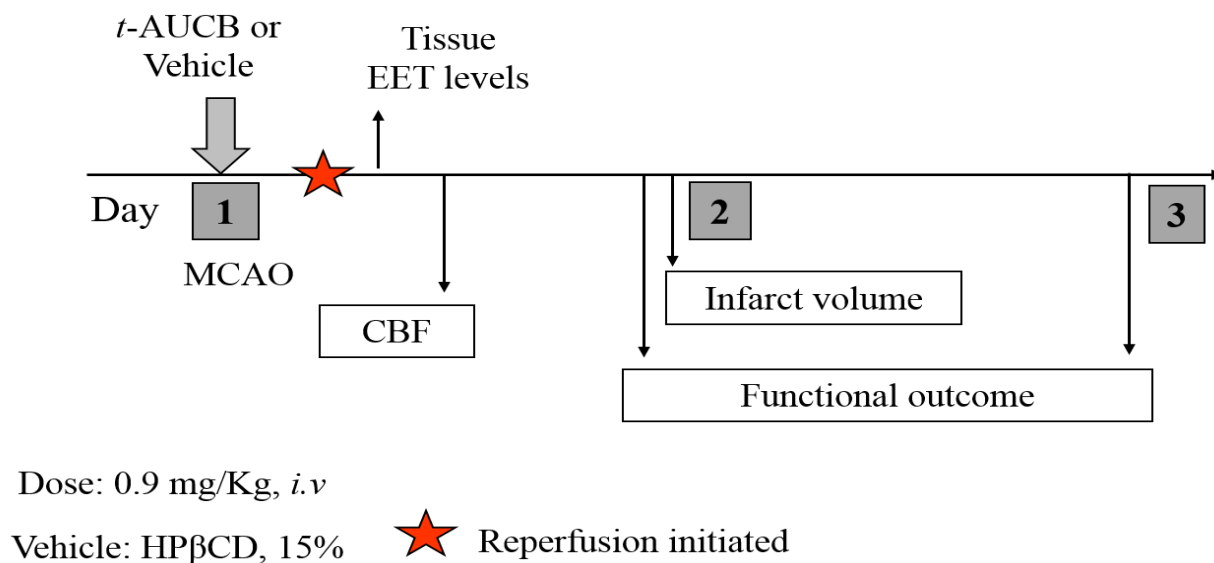 t-AUCB or
Vehicle
Tissue
EET levels
Day 1 2 3
MCAO
CBF
Infarct volume
Functional outcome
Dose: 0.9 mg/Kg, i.v
Vehicle: HPβCD, 15%
Reperfusion initiated